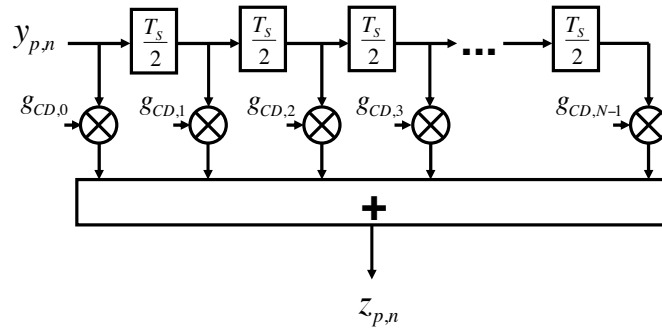 y_{p,n} T_s/2 T_s/2 T_s/2 ... T_s/2
g_{CD,0} g_{CD,1} g_{CD,2} g_{CD,3} g_{CD,N-1}
+
z_{p,n}